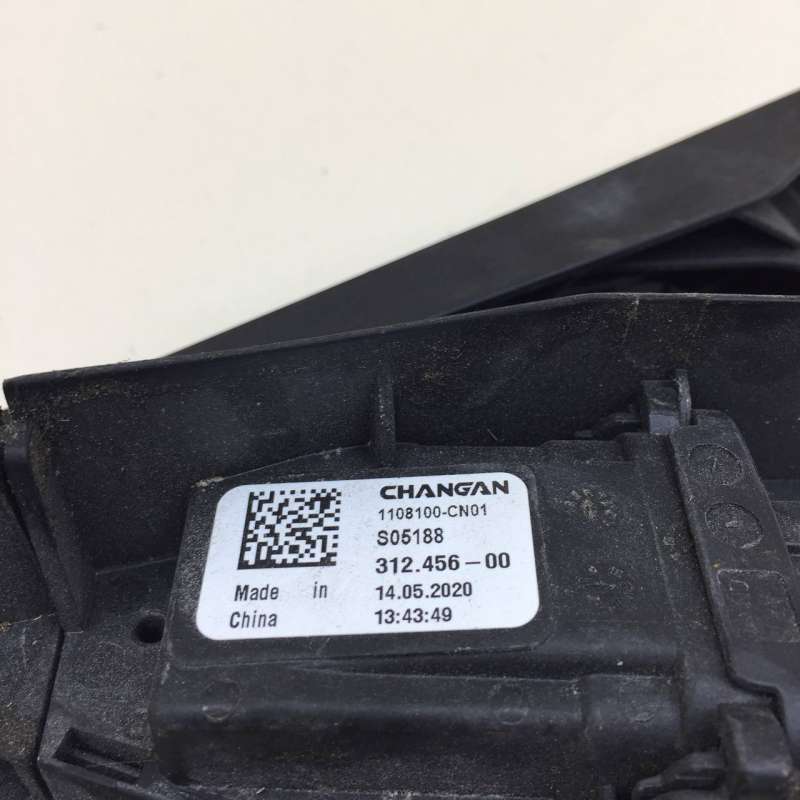 CHANGAN
1108100-CN01
S05188
312.456-00
Made in 14.05.2020
China 13:43:49